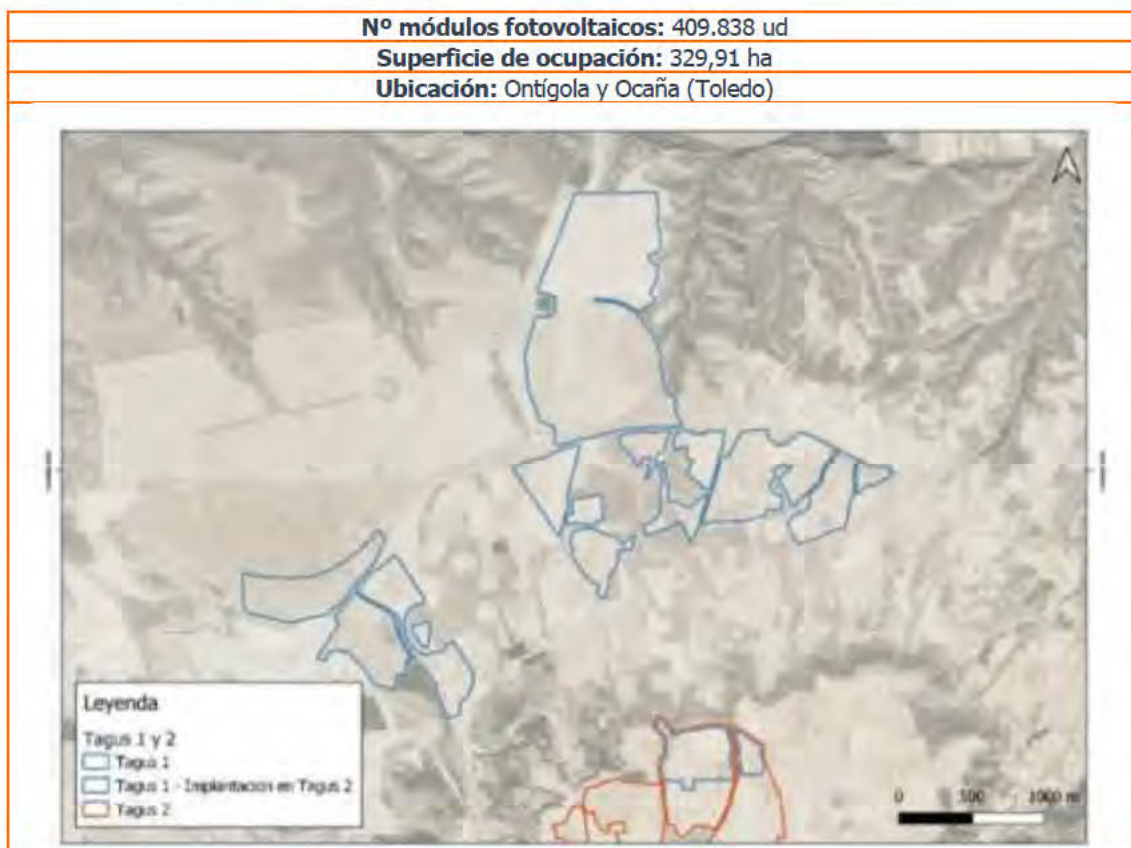 Nº módulos fotovoltaicos: 409.838 ud
Superficie de ocupación: 329,91 ha
Ubicación: Ontígola y Ocaña (Toledo)
Leyenda
Tagus 1 y 2
Tagus 1
Tagus 1 - Implantación en Tagus 2
Tagus 2
0 500 1000 m